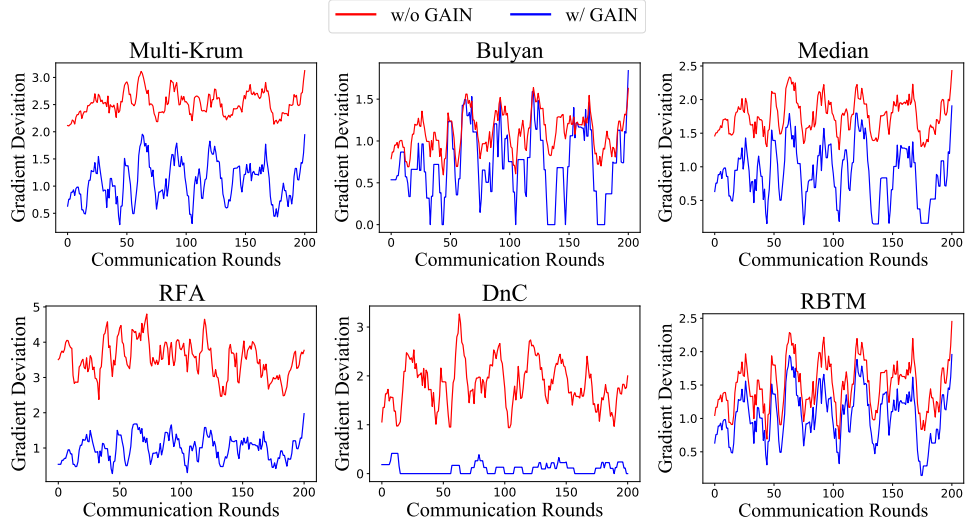 w/o GAIN
w/ GAIN
Multi-Krum
Bulyan
Median
Gradient Deviation
3.0
2.5
2.0
1.5
1.0
0.5
0
50
100
150
200
Communication Rounds
Gradient Deviation
1.5
1.0
0.5
0.0
0
50
100
150
200
Communication Rounds
Gradient Deviation
2.5
2.0
1.5
1.0
0.5
0
50
100
150
200
Communication Rounds
RFA
DnC
RBTM
Gradient Deviation
5
4
3
2
1
0
50
100
150
200
Communication Rounds
Gradient Deviation
3
2
1
0
0
50
100
150
200
Communication Rounds
Gradient Deviation
2.5
2.0
1.5
1.0
0.5
0
50
100
150
200
Communication Rounds